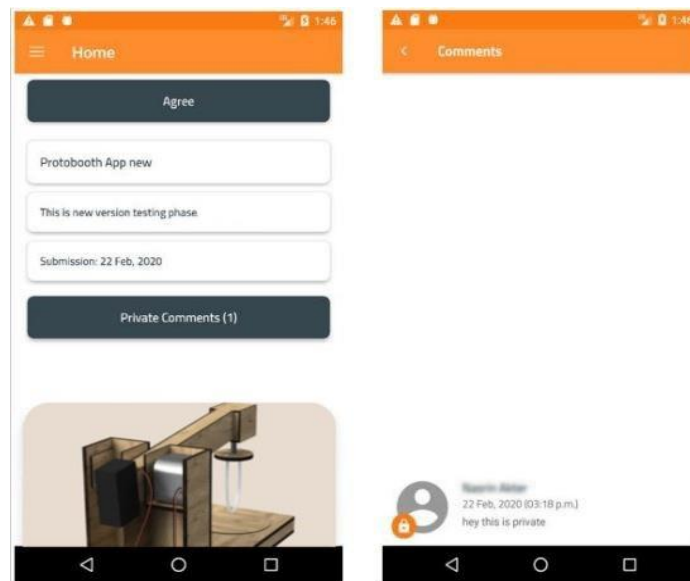 1:46
Home
Agree
Protobooth App new
This is new version testing phase
Submission: 22 Feb, 2020
Private Comments (1)
1:46
Comments
22 Feb, 2020 (03:18 p.m.)
hey this is private